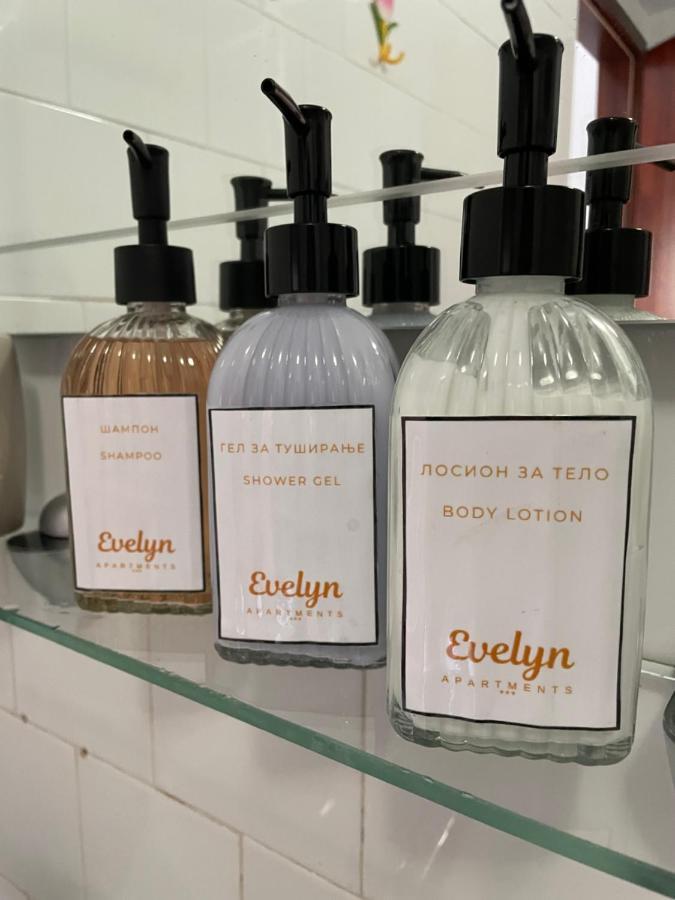 ШАМПОН
SHAMPOO
Evelyn
APARTMENTS
ГЕЛ ЗА ТУШИРАЊЕ
SHOWER GEL
Evelyn
APARTMENTS
ЛОСИОН ЗА ТЕЛО
BODY LOTION
Evelyn
APARTMENTS